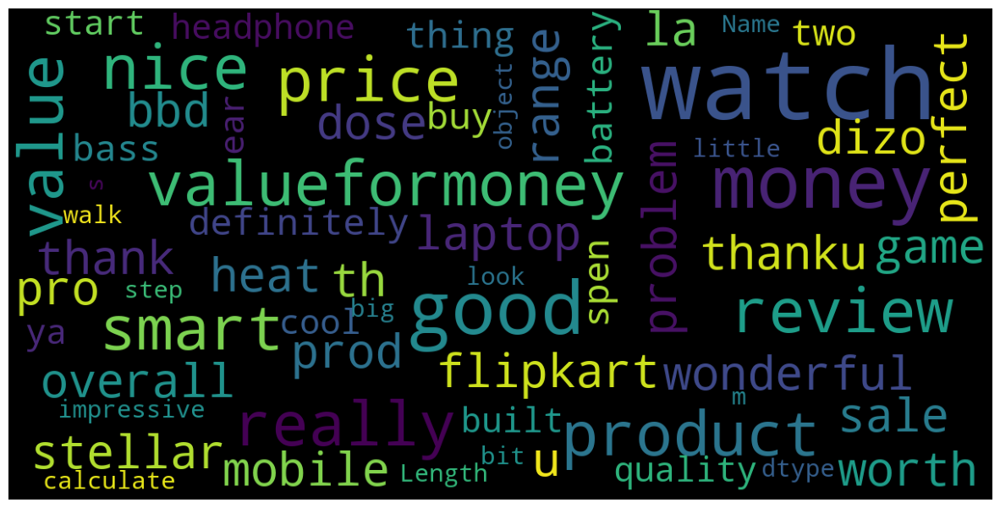 start
headphone
thing
la
Name
two
nice
price
range
object
battery
watch
perfect
value
bbd
ear
dose
buy
bass
dizo
little
s
valueformoney
problem
money
walk
definitely
laptop
thank
spen
thanku
game
pro
step
heat
th
look
good
review
ya
smart
cool
big
prod
overall
flipkart
wonderful
impressive
really
built
m
product
sale
stellar
mobile
Length
bit
u
quality
dtype
worth
calculate